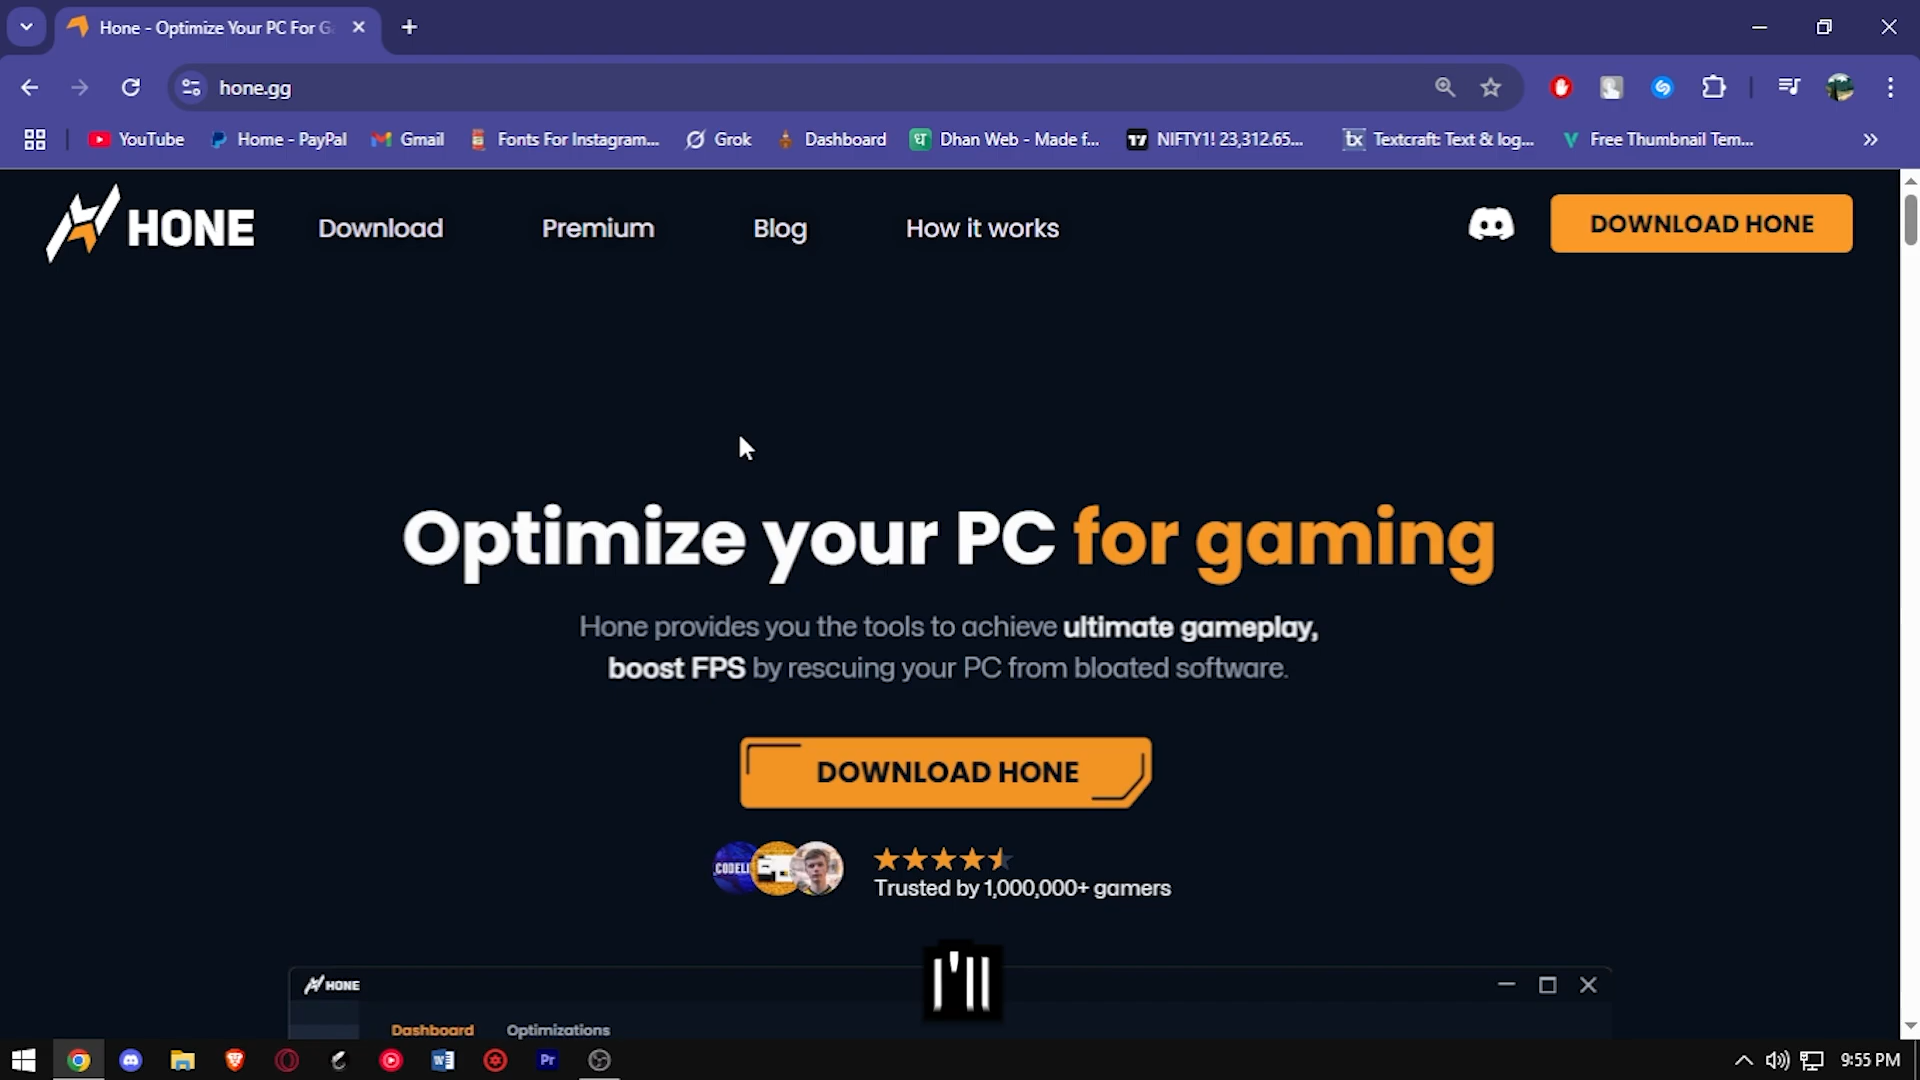 Hone - Optimize Your PC For G
hone.gg
YouTube
Home - PayPal
Gmail
Fonts For Instagram...
Grok
Dashboard
Dhan Web - Made f...
NIFTY1! 23,312.65...
Textcraft: Text & log...
Free Thumbnail Tem...
HONE
Download
Premium
Blog
How it works
DOWNLOAD HONE
Optimize your PC for gaming
Hone provides you the tools to achieve ultimate gameplay,
boost FPS by rescuing your PC from bloated software.
DOWNLOAD HONE
Trusted by 1,000,000+ gamers
I'll
HONE
Dashboard
Optimizations
9:55 PM